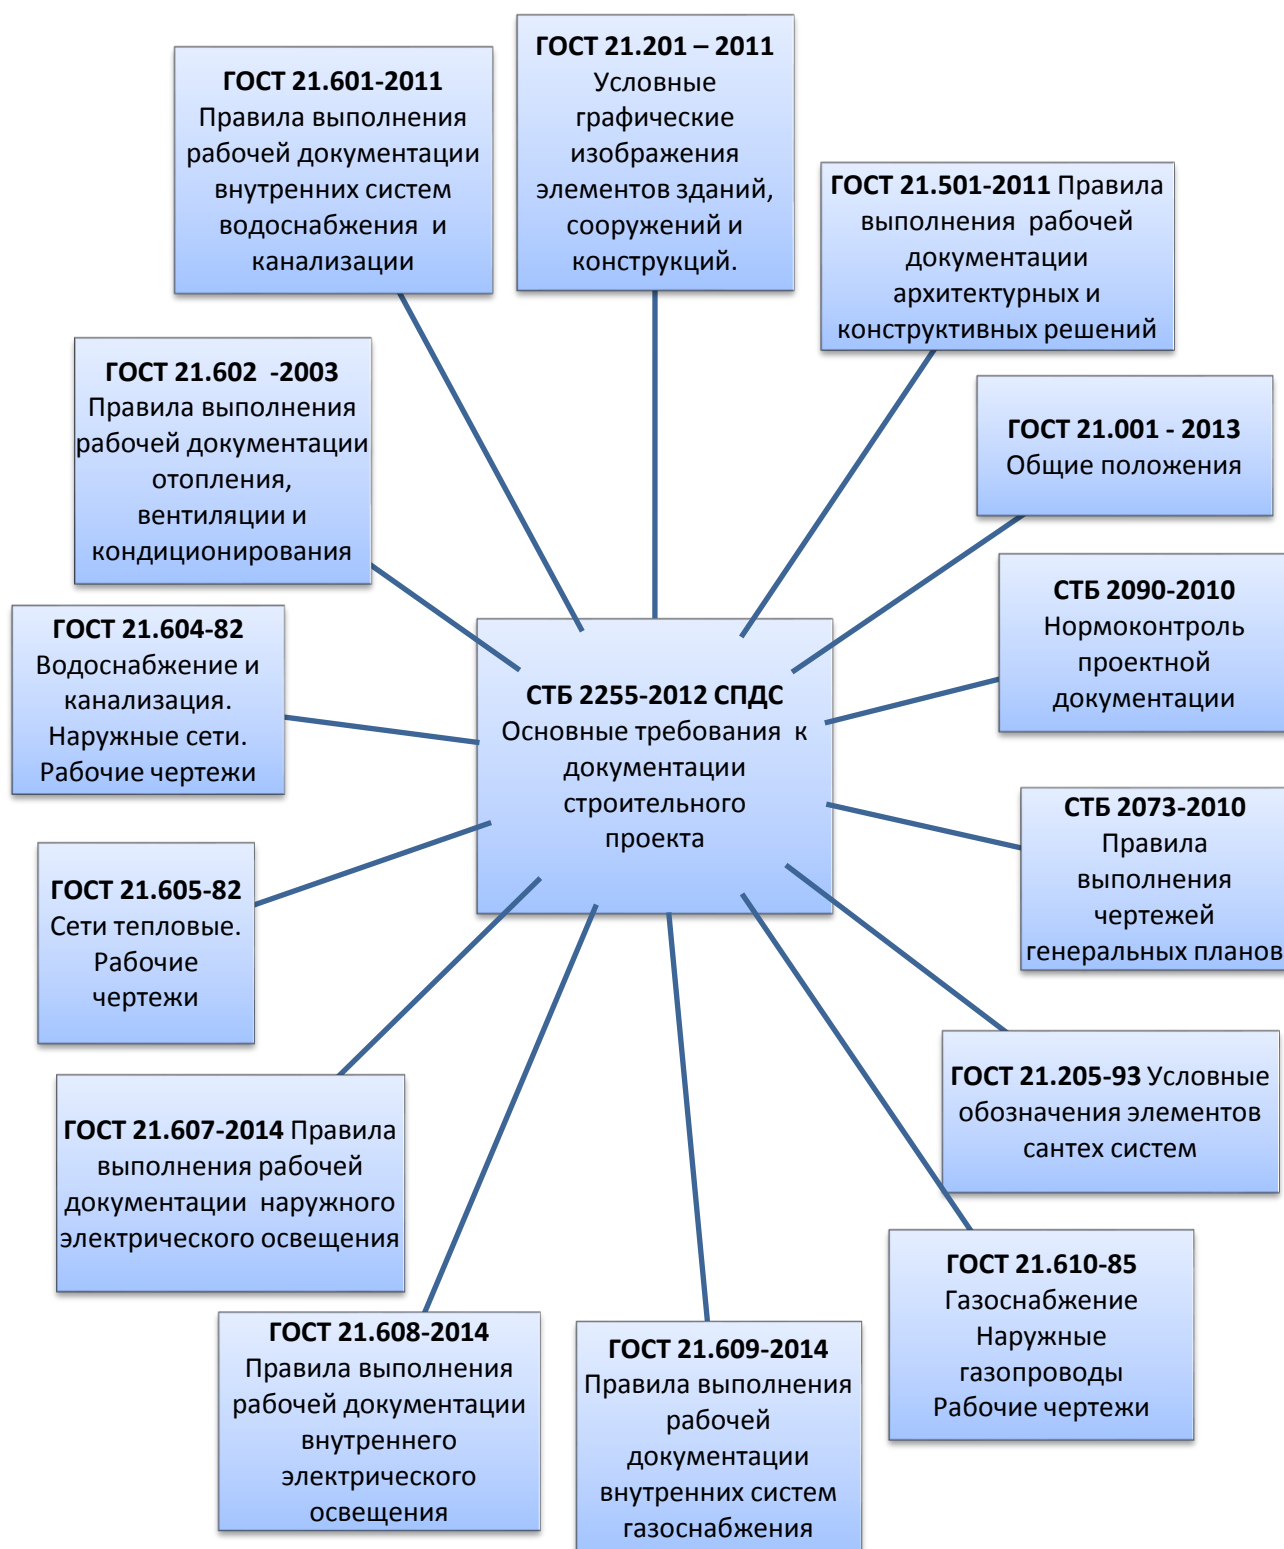 ГОСТ 21.201 – 2011
Условные
графические
изображения
элементов зданий,
сооружений и
конструкций.
ГОСТ 21.601-2011
Правила выполнения
рабочей документации
внутренних систем
водоснабжения и
канализации
ГОСТ 21.501-2011 Правила
выполнения рабочей
документации
архитектурных и
конструктивных решений
ГОСТ 21.602 -2003
Правила выполнения
рабочей документации
отопления,
вентиляции и
кондиционирования
ГОСТ 21.001 - 2013
Общие положения
СТБ 2090-2010
Нормоконтроль
проектной
документации
ГОСТ 21.604-82
Водоснабжение и
канализация.
Наружные сети.
Рабочие чертежи
СТБ 2255-2012 СПДС
Основные требования к
документации
строительного
проекта
СТБ 2073-2010
Правила
выполнения
чертежей
генеральных планов
ГОСТ 21.605-82
Сети тепловые.
Рабочие
чертежи
ГОСТ 21.205-93 Условные
обозначения элементов
сантех систем
ГОСТ 21.607-2014 Правила
выполнения рабочей
документации наружного
электрического освещения
ГОСТ 21.610-85
Газоснабжение
Наружные
газопроводы
Рабочие чертежи
ГОСТ 21.608-2014
Правила выполнения
рабочей документации
внутреннего
электрического
освещения
ГОСТ 21.609-2014
Правила выполнения
рабочей
документации
внутренних систем
газоснабжения